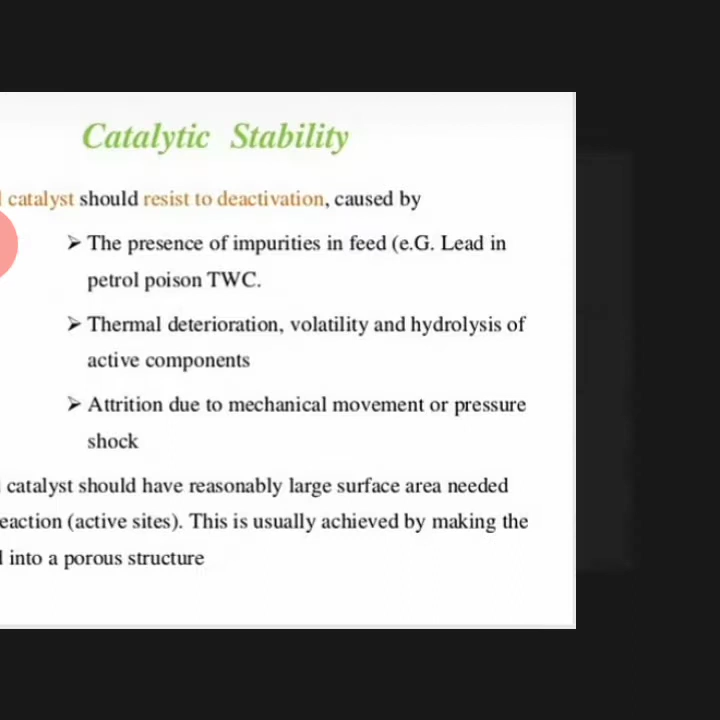 Catalytic Stability
catalyst should resist to deactivation, caused by
➢ The presence of impurities in feed (e.G. Lead in
petrol poison TWC.
➢ Thermal deterioration, volatility and hydrolysis of
active components
➢ Attrition due to mechanical movement or pressure
shock
catalyst should have reasonably large surface area needed
eaction (active sites). This is usually achieved by making the
into a porous structure